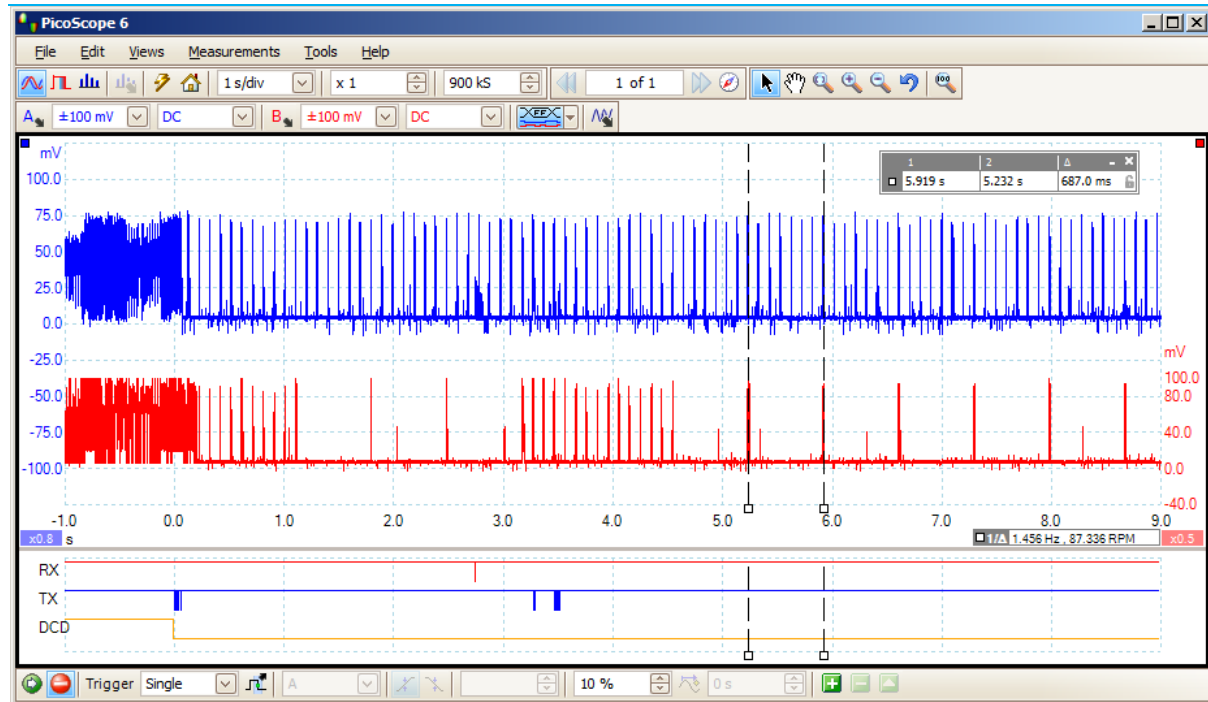 PicoScope 6
File Edit Views Measurements Tools Help
1 s/div x 1 900 kS 1 of 1
A ±100 mV DC B ±100 mV DC
mV
100.0
75.0
50.0
25.0
0.0
-25.0
-50.0
-75.0
-100.0
1 2 Δ
5.919 s 5.232 s 687.0 ms
mV
100.0
80.0
40.0
0.0
-40.0
-1.0 0.0 1.0 2.0 3.0 4.0 5.0 6.0 7.0 8.0 9.0
x0.8 s 1/Δ 1.456 Hz , 87.336 RPM x0.5
RX
TX
DCD
Trigger Single A 10 % 0 s